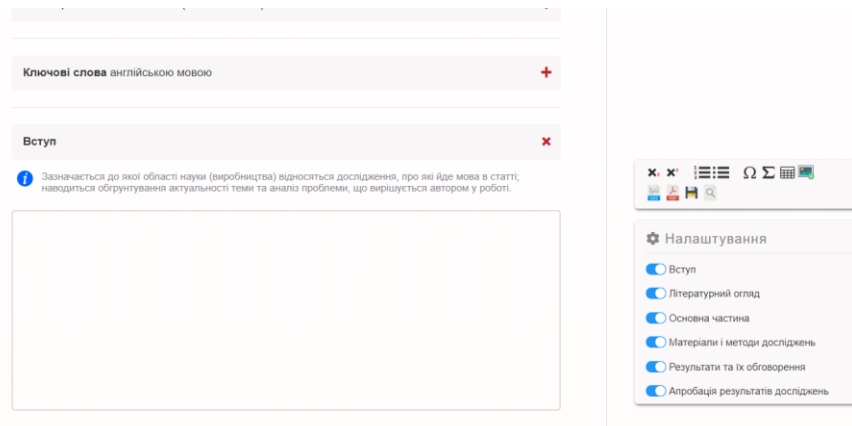 Ключові слова англійською мовою
Вступ
Зазначається до якої області науки (виробництва) відносяться дослідження, про які йде мова в статті;
наводиться обгрунтування актуальності теми та аналіз проблеми, що вирішується автором у роботі.
Налаштування
Вступ
Літературний огляд
Основна частина
Матеріали і методи досліджень
Результати та їх обговорення
Апробація результатів досліджень